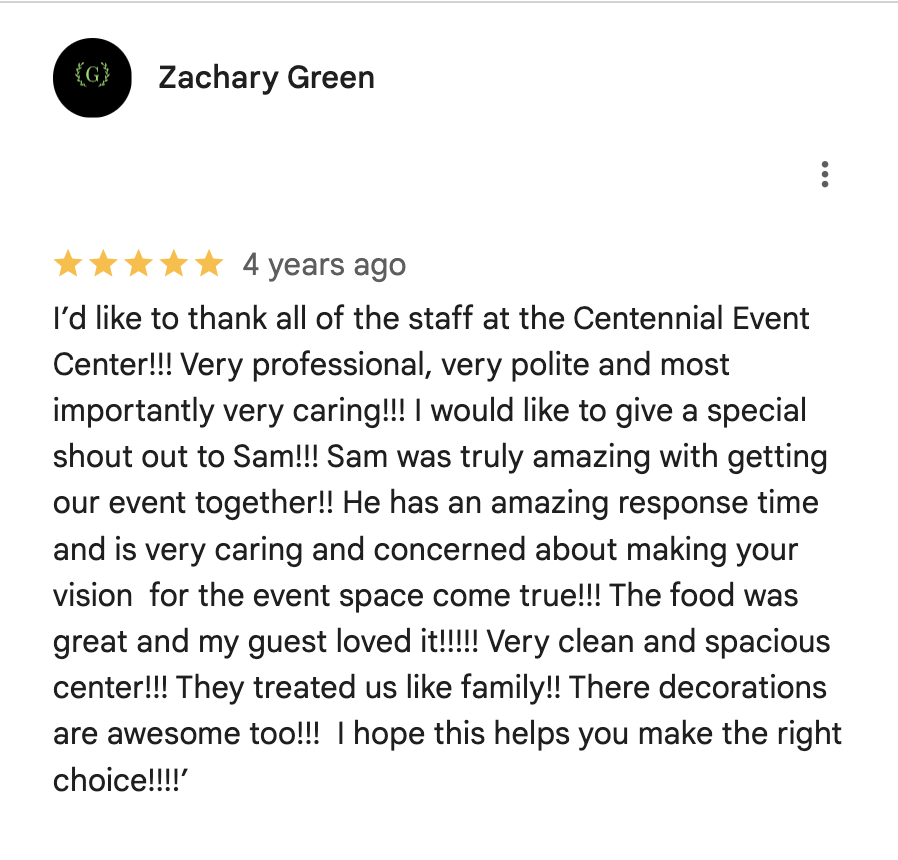 G
Zachary Green
4 years ago
I’d like to thank all of the staff at the Centennial Event
Center!!! Very professional, very polite and most
importantly very caring!!! I would like to give a special
shout out to Sam!!! Sam was truly amazing with getting
our event together!! He has an amazing response time
and is very caring and concerned about making your
vision  for the event space come true!!! The food was
great and my guest loved it!!!!! Very clean and spacious
center!!! They treated us like family!! There decorations
are awesome too!!!  I hope this helps you make the right
choice!!!!’